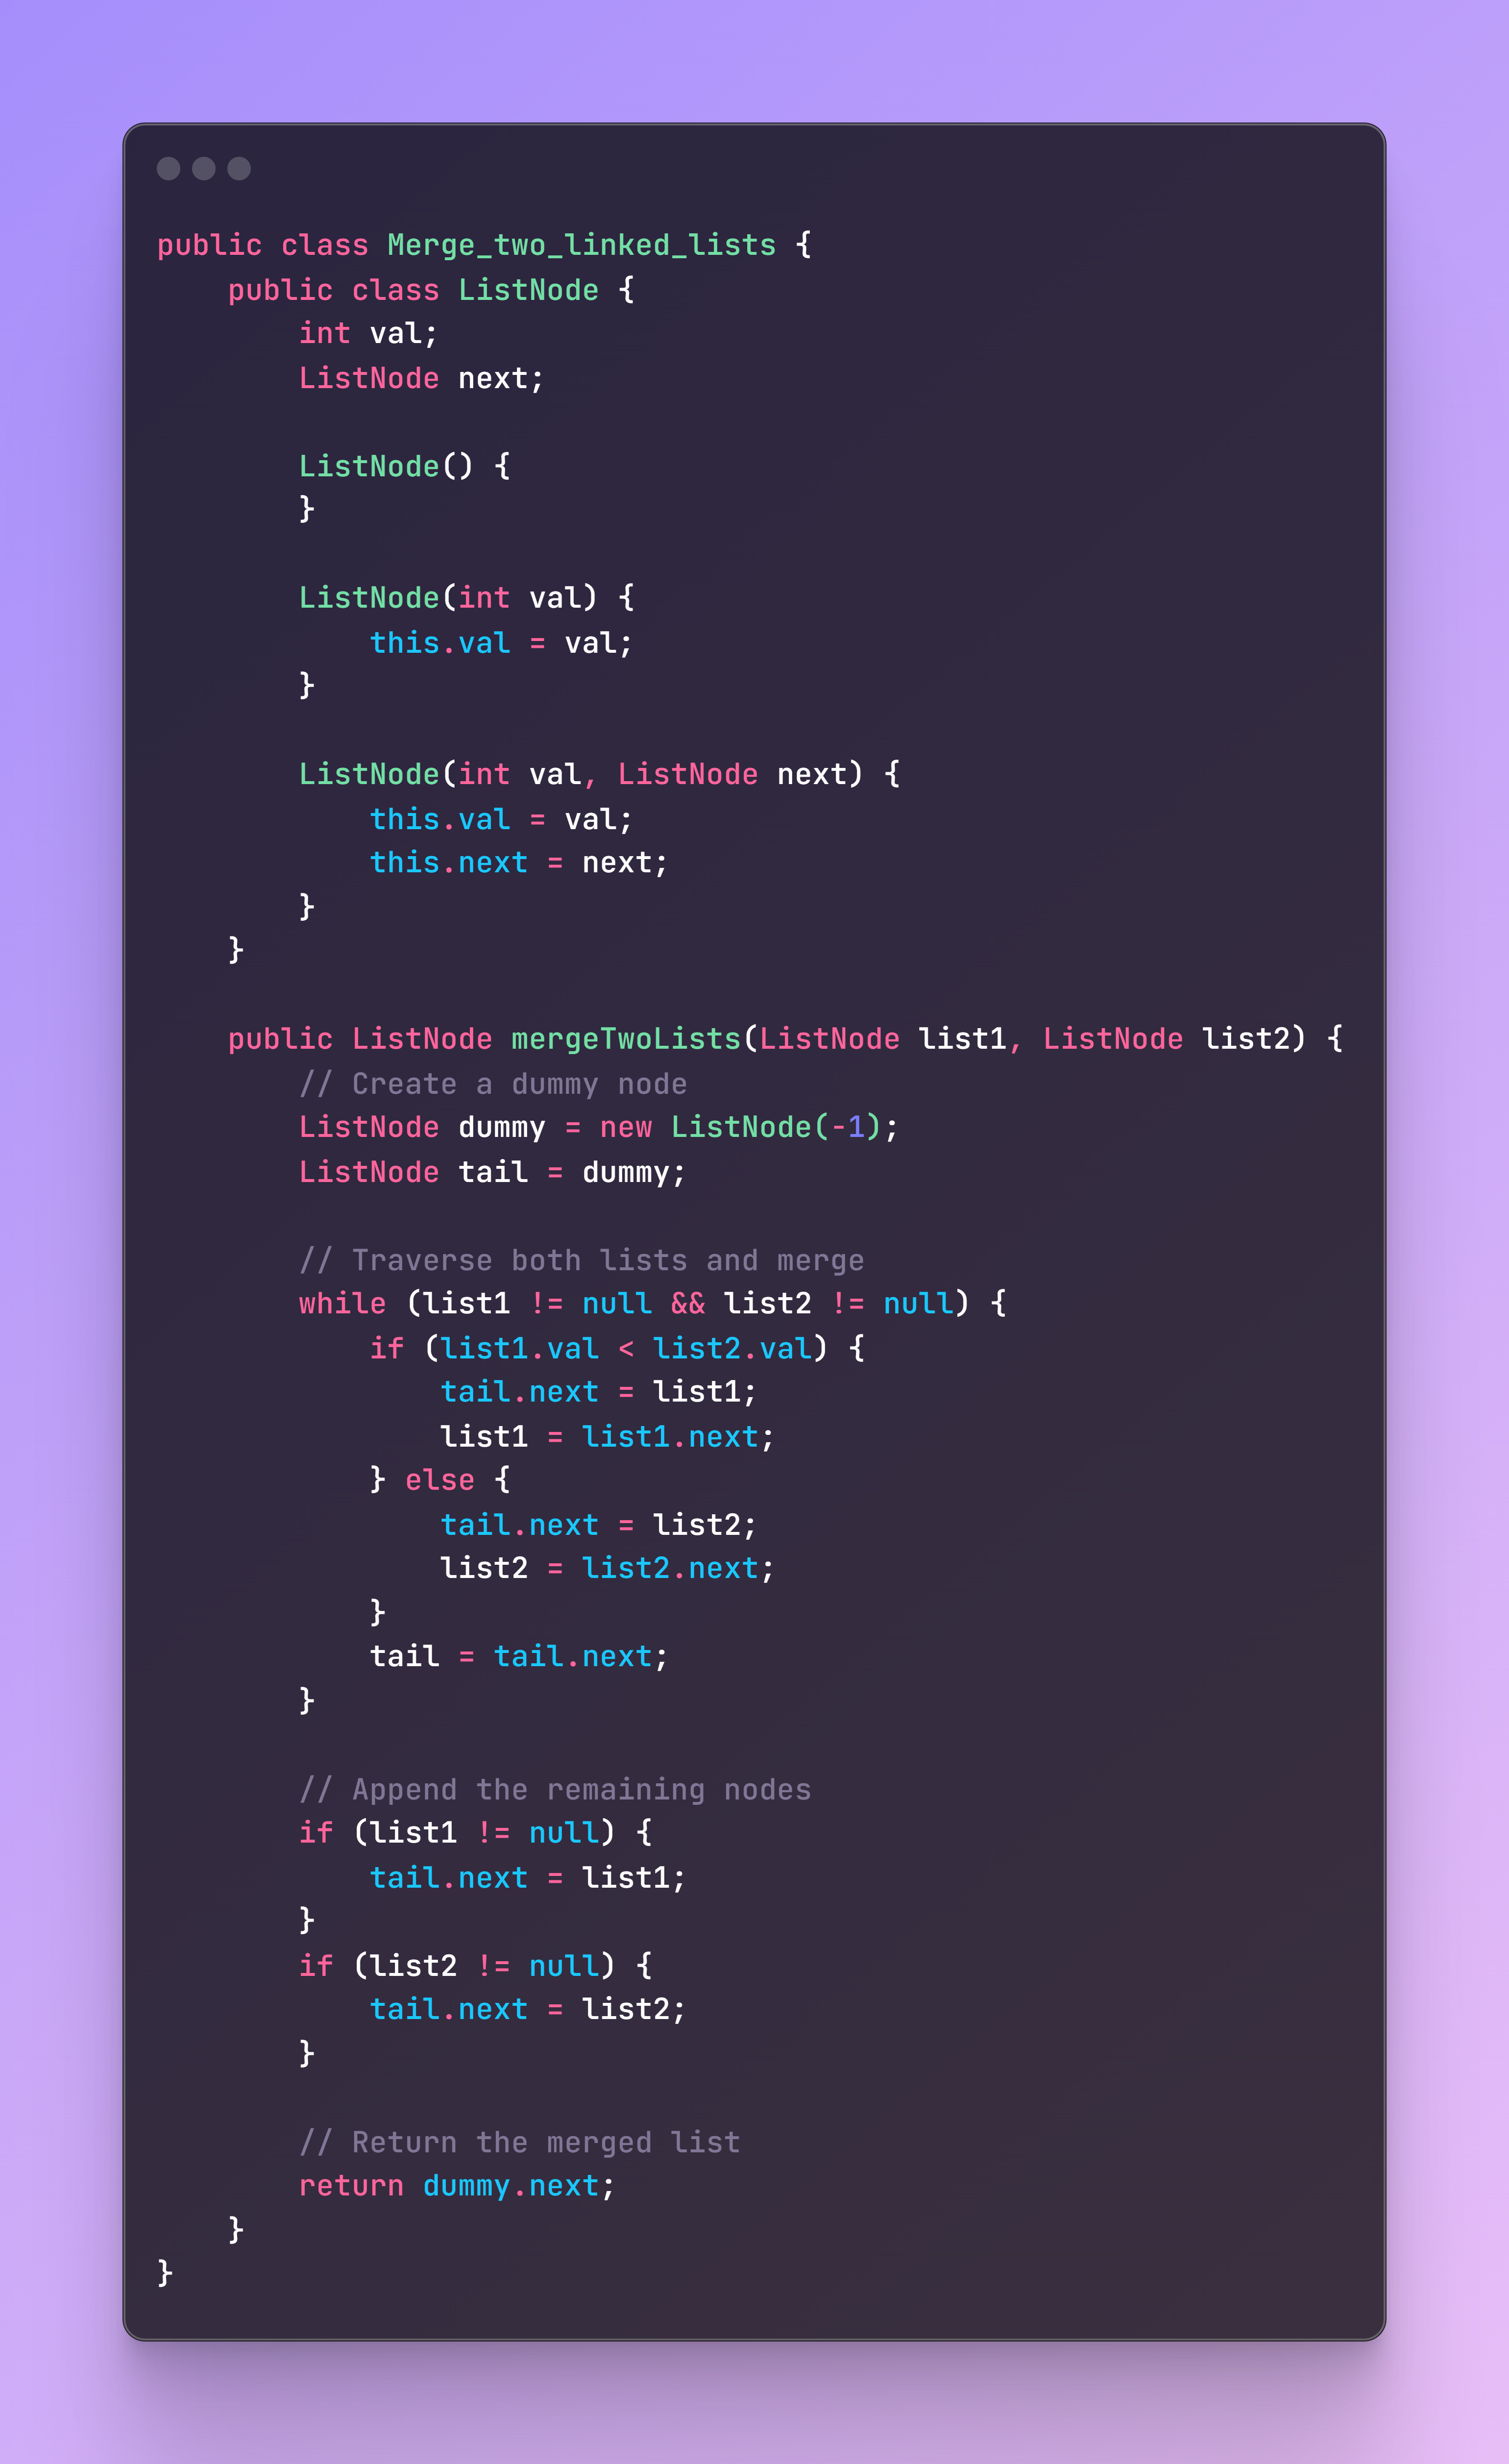 public class Merge_two_linked_lists {
    public class ListNode {
        int val;
        ListNode next;

        ListNode() {
        }

        ListNode(int val) {
            this.val = val;
        }

        ListNode(int val, ListNode next) {
            this.val = val;
            this.next = next;
        }
    }

    public ListNode mergeTwoLists(ListNode list1, ListNode list2) {
        // Create a dummy node
        ListNode dummy = new ListNode(-1);
        ListNode tail = dummy;

        // Traverse both lists and merge
        while (list1 != null && list2 != null) {
            if (list1.val < list2.val) {
                tail.next = list1;
                list1 = list1.next;
            } else {
                tail.next = list2;
                list2 = list2.next;
            }
            tail = tail.next;
        }

        // Append the remaining nodes
        if (list1 != null) {
            tail.next = list1;
        }
        if (list2 != null) {
            tail.next = list2;
        }

        // Return the merged list
        return dummy.next;
    }
}